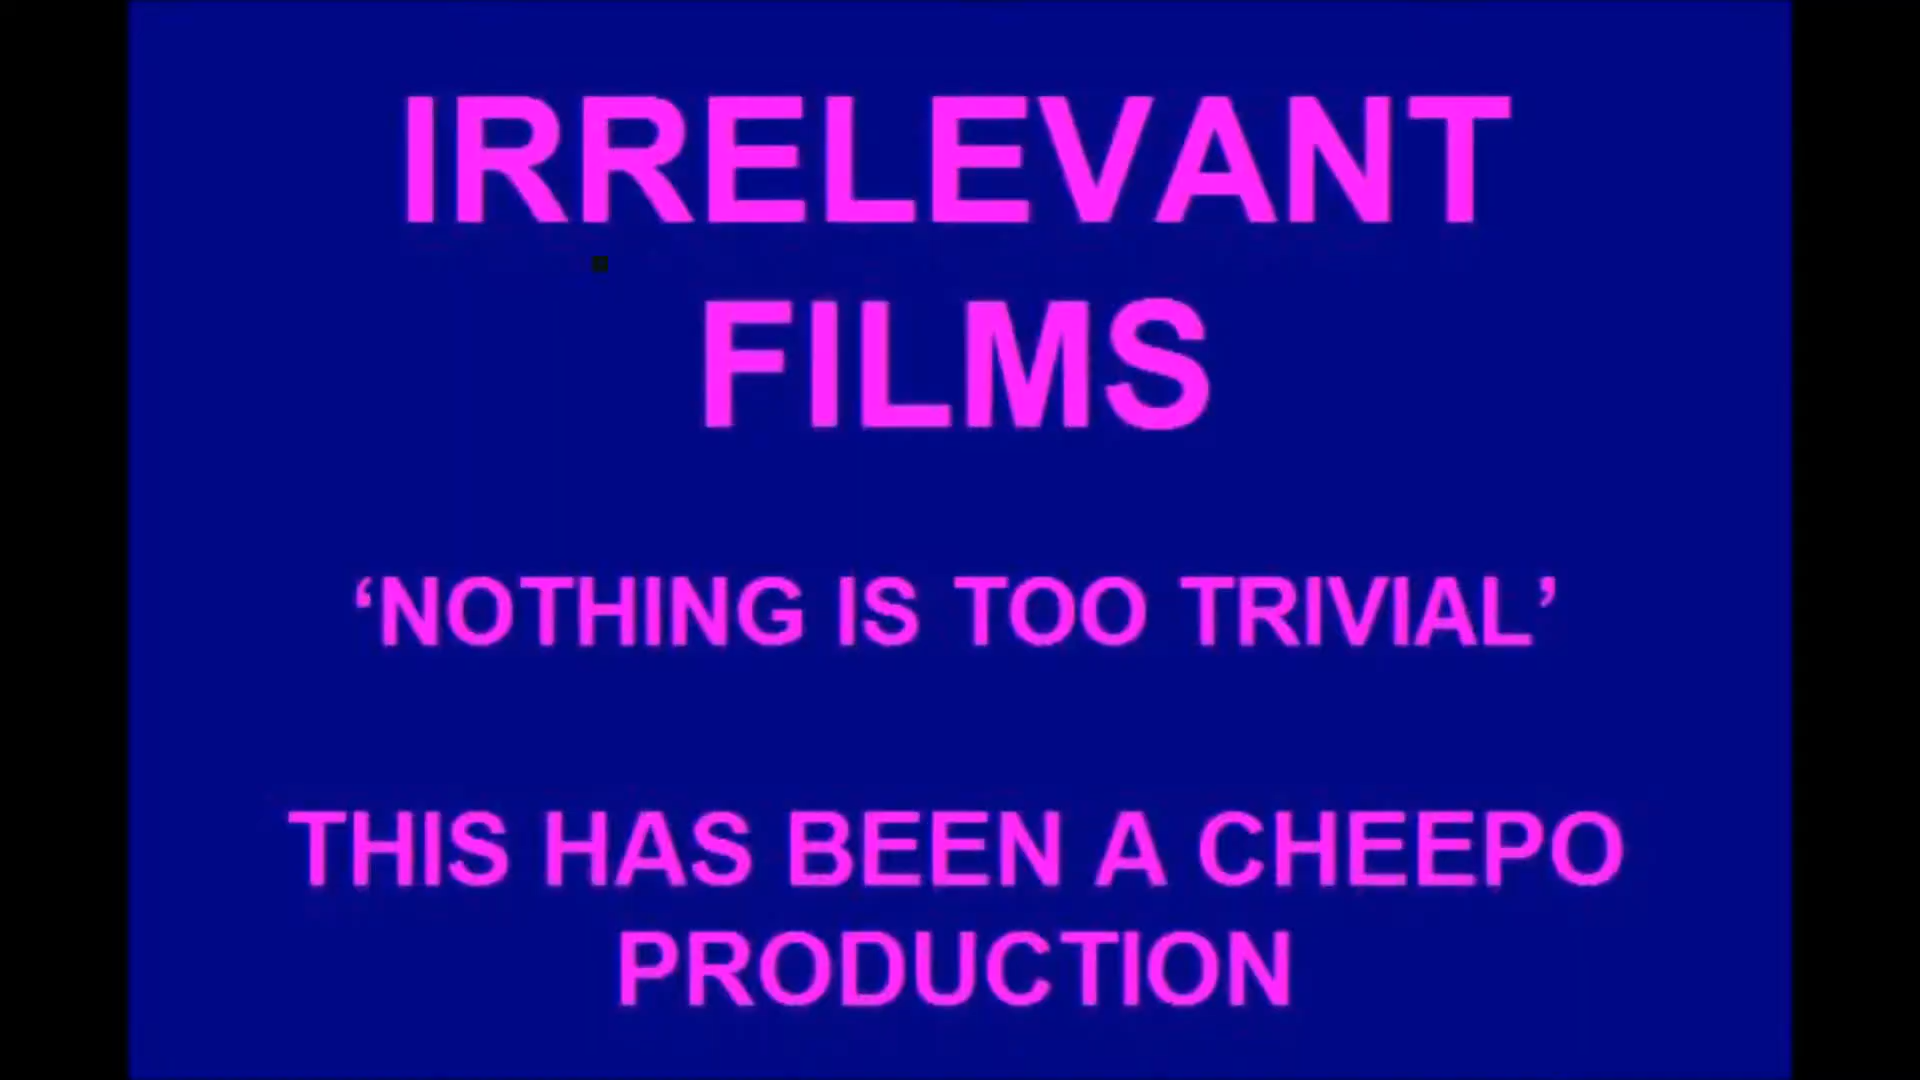 IRRELEVANT
FILMS
‘NOTHING IS TOO TRIVIAL’
THIS HAS BEEN A CHEEPO
PRODUCTION